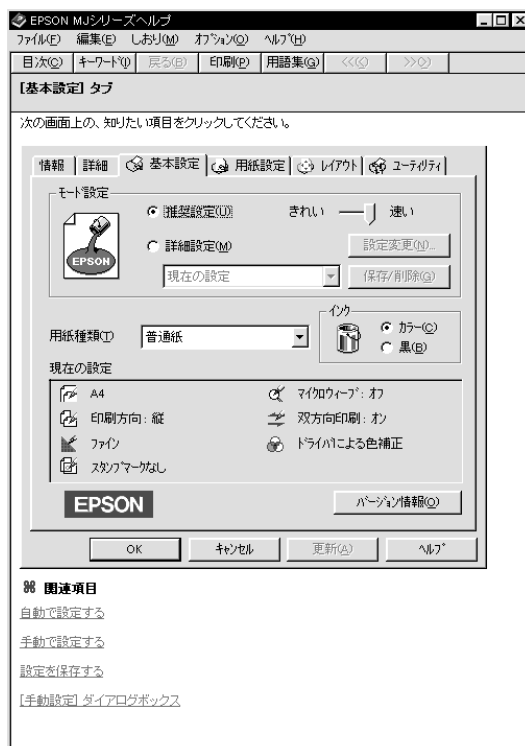 EPSON MJシリーズヘルプ
ファイル(F) 編集(E) しおり(M) オプション(O) ヘルプ(H)
目次(C) キーワード(I) 戻る(B) 印刷(P) 用語集(G) <<(<) >>(>)
[基本設定] タブ
次の画面上の、知りたい項目をクリックしてください。
情報 詳細 基本設定 用紙設定 レイアウト ユーティリティ
モード設定
推奨設定(U) きれい 速い
EPSON
詳細設定(M) 設定変更(N)...
現在の設定 保存/削除(G)
用紙種類(T) 普通紙
インク
カラー(C)
黒(B)
現在の設定
A4 マイクロウィーブ:オフ
印刷方向:縦 双方向印刷:オン
ファイン ドライバによる色補正
スタンプマークなし
EPSON バージョン情報(O)
OK キャンセル 更新(A) ヘルプ
⌘ 関連項目
自動で設定する
手動で設定する
設定を保存する
[手動設定] ダイアログボックス